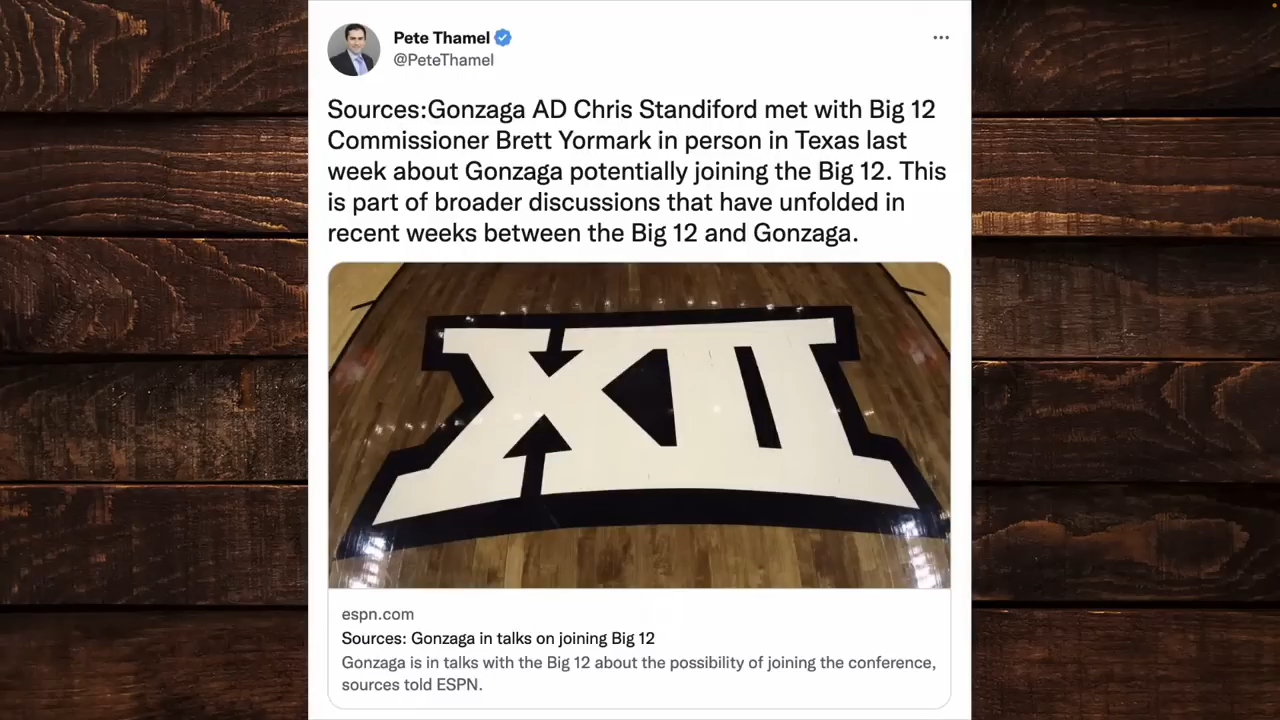 Pete Thamel
@PeteThamel
Sources:Gonzaga AD Chris Standiford met with Big 12
Commissioner Brett Yormark in person in Texas last
week about Gonzaga potentially joining the Big 12. This
is part of broader discussions that have unfolded in
recent weeks between the Big 12 and Gonzaga.
XII
espn.com
Sources: Gonzaga in talks on joining Big 12
Gonzaga is in talks with the Big 12 about the possibility of joining the conference,
sources told ESPN.